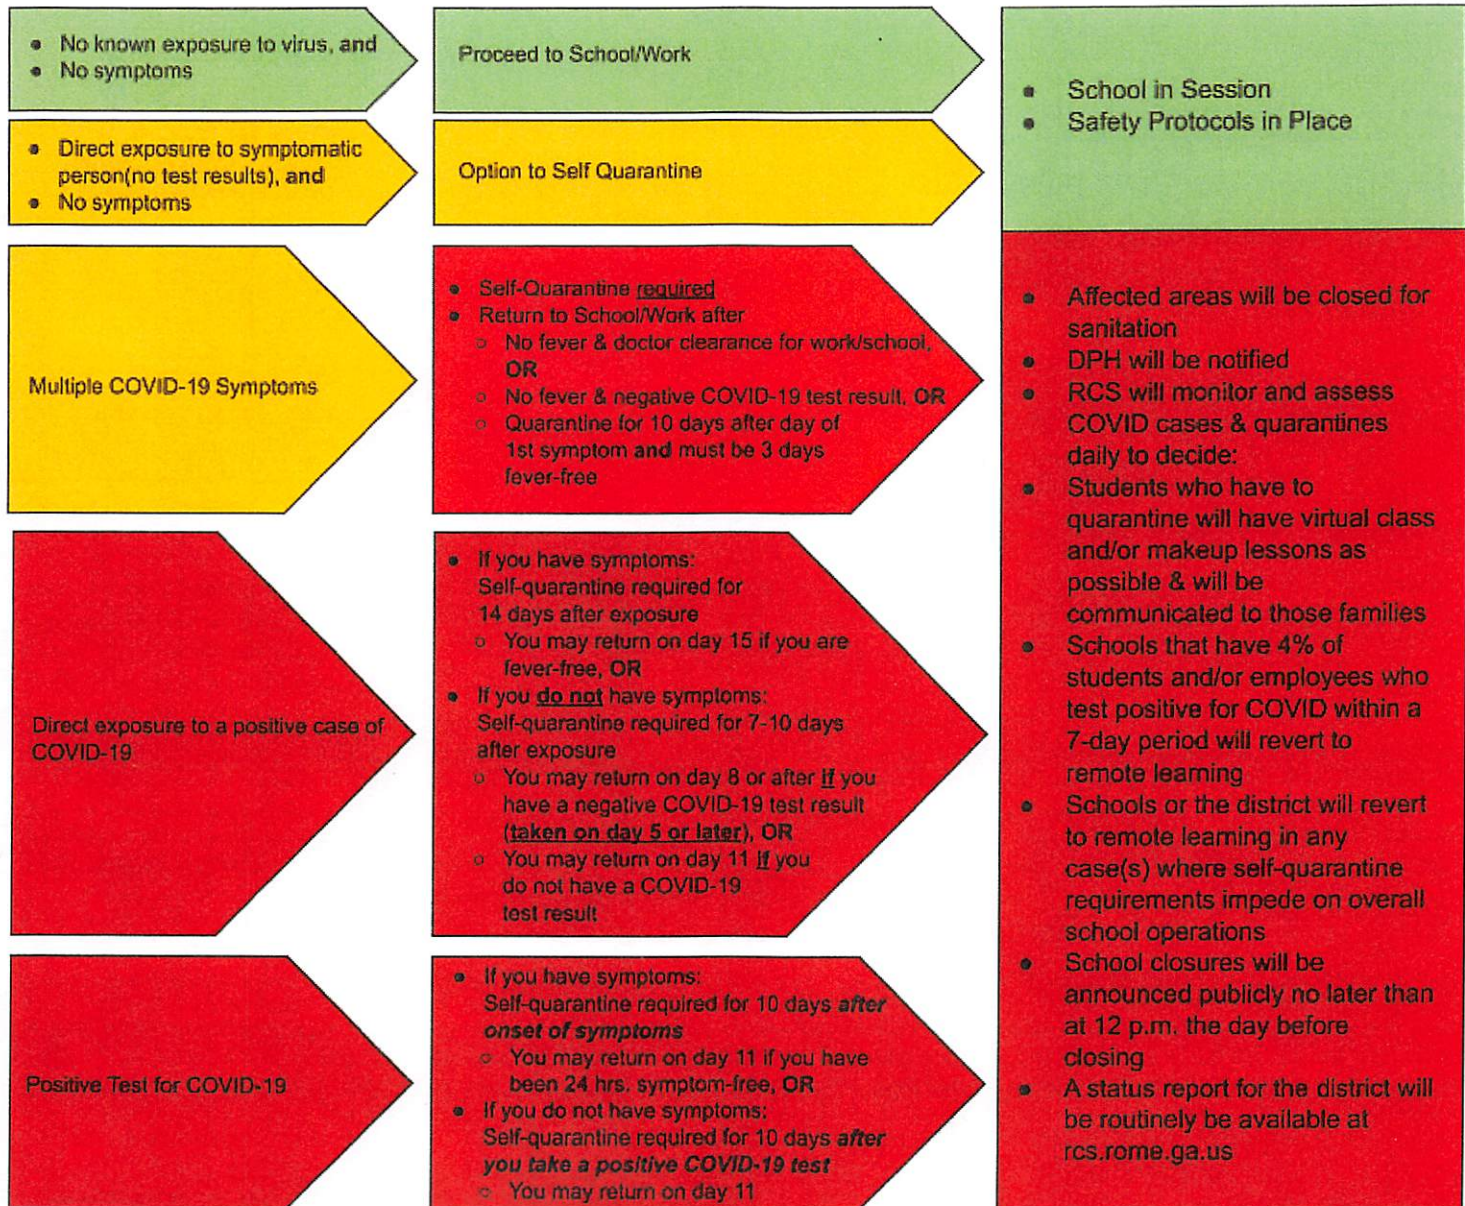 No known exposure to virus, and
No symptoms
Proceed to School/Work
Direct exposure to symptomatic
person(no test results), and
No symptoms
Option to Self Quarantine
School in Session
Safety Protocols in Place
Multiple COVID-19 Symptoms
Self-Quarantine required
Return to School/Work after
No fever & doctor clearance for work/school,
OR
No fever & negative COVID-19 test result, OR
Quarantine for 10 days after day of
1st symptom and must be 3 days
fever-free
Direct exposure to a positive case of
COVID-19
If you have symptoms:
Self-quarantine required for
14 days after exposure
You may return on day 15 if you are
fever-free, OR
If you do not have symptoms:
Self-quarantine required for 7-10 days
after exposure
You may return on day 8 or after if you
have a negative COVID-19 test result
(taken on day 5 or later), OR
You may return on day 11 if you
do not have a COVID-19
test result
Positive Test for COVID-19
If you have symptoms:
Self-quarantine required for 10 days after
onset of symptoms
You may return on day 11 if you have
been 24 hrs. symptom-free, OR
If you do not have symptoms:
Self-quarantine required for 10 days after
you take a positive COVID-19 test
You may return on day 11
Affected areas will be closed for
sanitation
DPH will be notified
RCS will monitor and assess
COVID cases & quarantines
daily to decide:
Students who have to
quarantine will have virtual class
and/or makeup lessons as
possible & will be
communicated to those families
Schools that have 4% of
students and/or employees who
test positive for COVID within a
7-day period will revert to
remote learning
Schools or the district will revert
to remote learning in any
case(s) where self-quarantine
requirements impede on overall
school operations
School closures will be
announced publicly no later than
at 12 p.m. the day before
closing
A status report for the district will
be routinely be available at
rcs.rome.ga.us